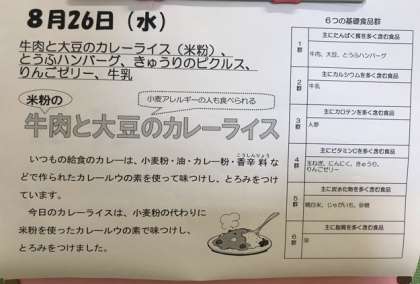 8月26日（水）
牛肉と大豆のカレーライス（米粉）、
とうふハンバーグ、きゅうりのピクルス、
りんごゼリー、牛乳
米粉の
小麦アレルギーの人も食べられる
牛肉と大豆のカレーライス
いつもの給食のカレーは、小麦粉・油・カレー粉・香辛料な
こうしんりょう
どで作られたカレールウの素を使って味つけし、とろみをつけ
ています。
今日のカレーライスは、小麦粉の代わりに
米粉を使ったカレールウの素で味つけし、
とろみをつけました。
6つの基礎食品群
1群
主にたんぱく質を多く含む食品
牛肉、大豆、とうふハンバーグ
2群
主にカルシウムを多く含む食品
牛乳
3群
主にカロテンを多く含む食品
人参
4群
主にビタミンCを多く含む食品
玉ねぎ、にんにく、きゅうり、
りんごゼリー
5群
主に炭水化物を多く含む食品
精白米、じゃがいも、砂糖
6群
主に脂質を多く含む食品
油